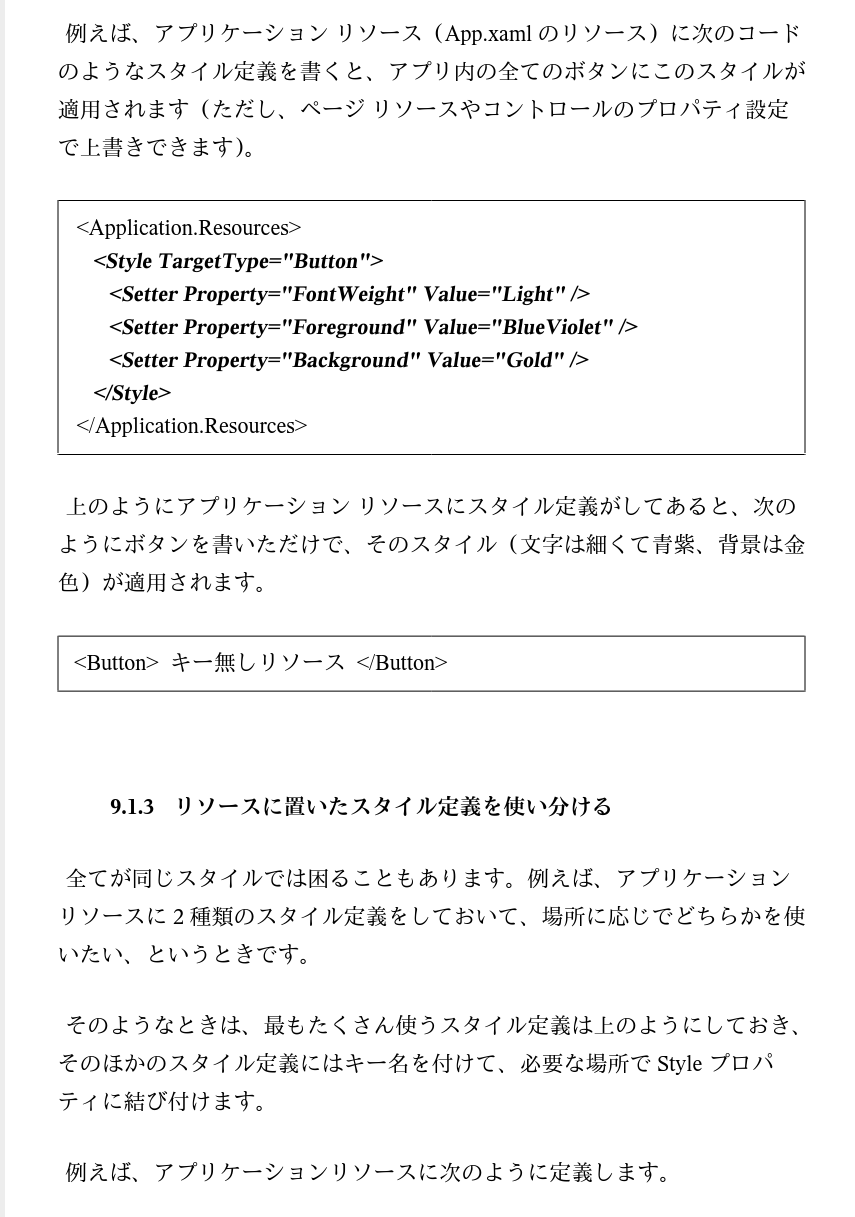 例えば、アプリケーション リソース（App.xaml のリソース）に次のコード
のようなスタイル定義を書くと、アプリ内の全てのボタンにこのスタイルが
適用されます（ただし、ページ リソースやコントロールのプロパティ設定
で上書きできます）。
<Application.Resources>
<Style TargetType="Button">
<Setter Property="FontWeight" Value="Light" />
<Setter Property="Foreground" Value="BlueViolet" />
<Setter Property="Background" Value="Gold" />
</Style>
</Application.Resources>
上のようにアプリケーション リソースにスタイル定義がしてあると、次の
ようにボタンを書いただけで、そのスタイル（文字は細くて青紫、背景は金
色）が適用されます。
<Button> キー無しリソース </Button>
9.1.3 リソースに置いたスタイル定義を使い分ける
全てが同じスタイルでは困ることもあります。例えば、アプリケーション
リソースに 2 種類のスタイル定義をしておいて、場所に応じでどちらかを使
いたい、というときです。
そのようなときは、最もたくさん使うスタイル定義は上のようにしておき、
そのほかのスタイル定義にはキー名を付けて、必要な場所で Style プロパ
ティに結び付けます。
例えば、アプリケーションリソースに次のように定義します。